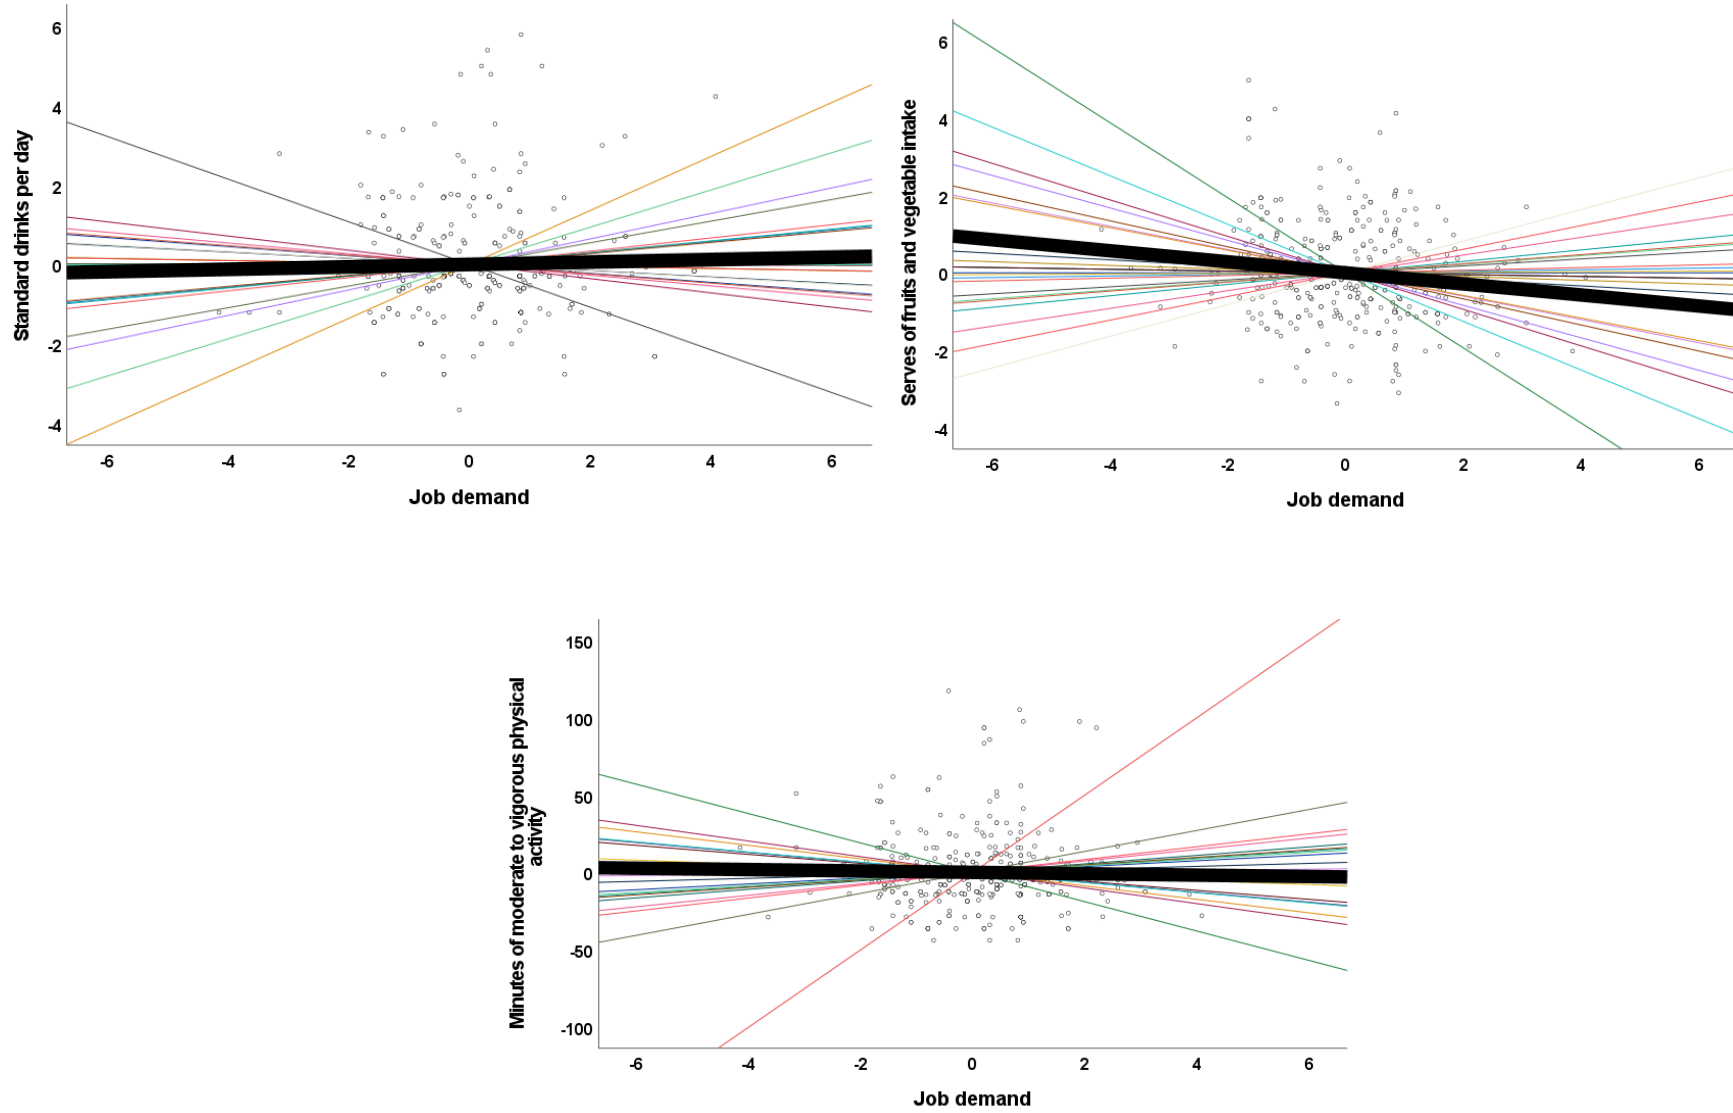 6
4
2
0
-2
-4
Standard drinks per day
-6 -4 -2 0 2 4 6
Job demand
6
4
2
0
-2
-4
Serves of fruits and vegetable intake
-6 -4 -2 0 2 4 6
Job demand
150
100
50
0
-50
-100
Minutes of moderate to vigorous physical
activity
-6 -4 -2 0 2 4 6
Job demand